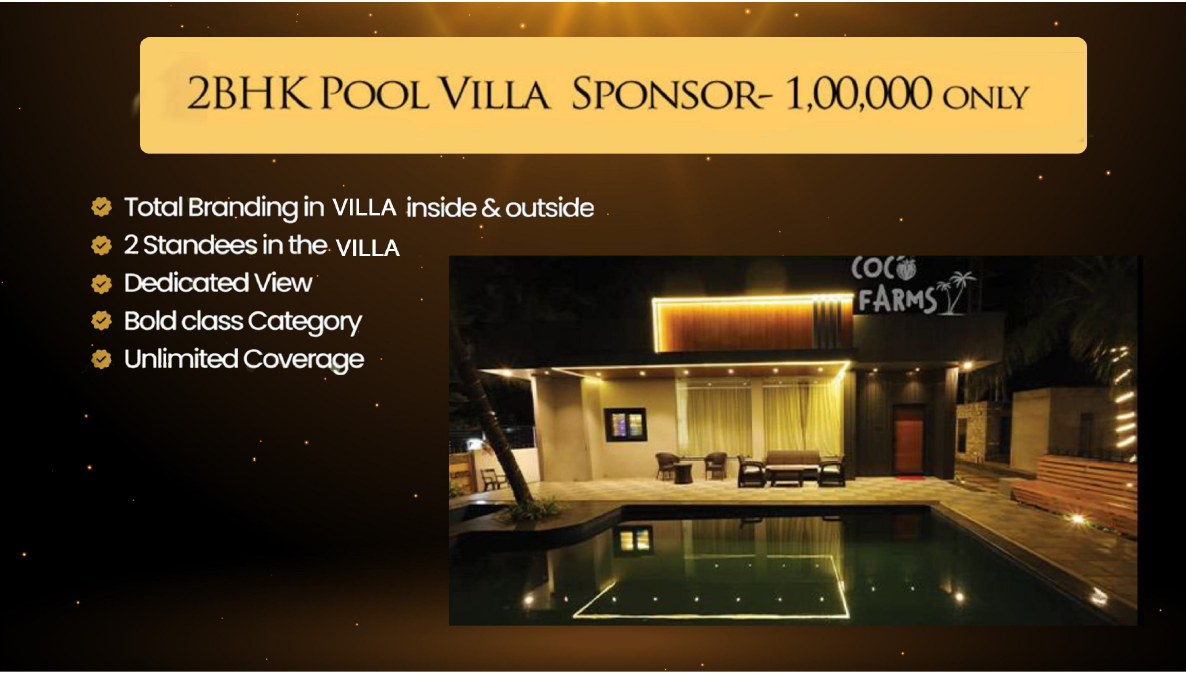 2BHK POOL VILLA SPONSOR- 1,00,000 ONLY
Total Branding in VILLA inside & outside
2 Standees in the VILLA
Dedicated View
Bold class Category
Unlimited Coverage
COCO
FARMS